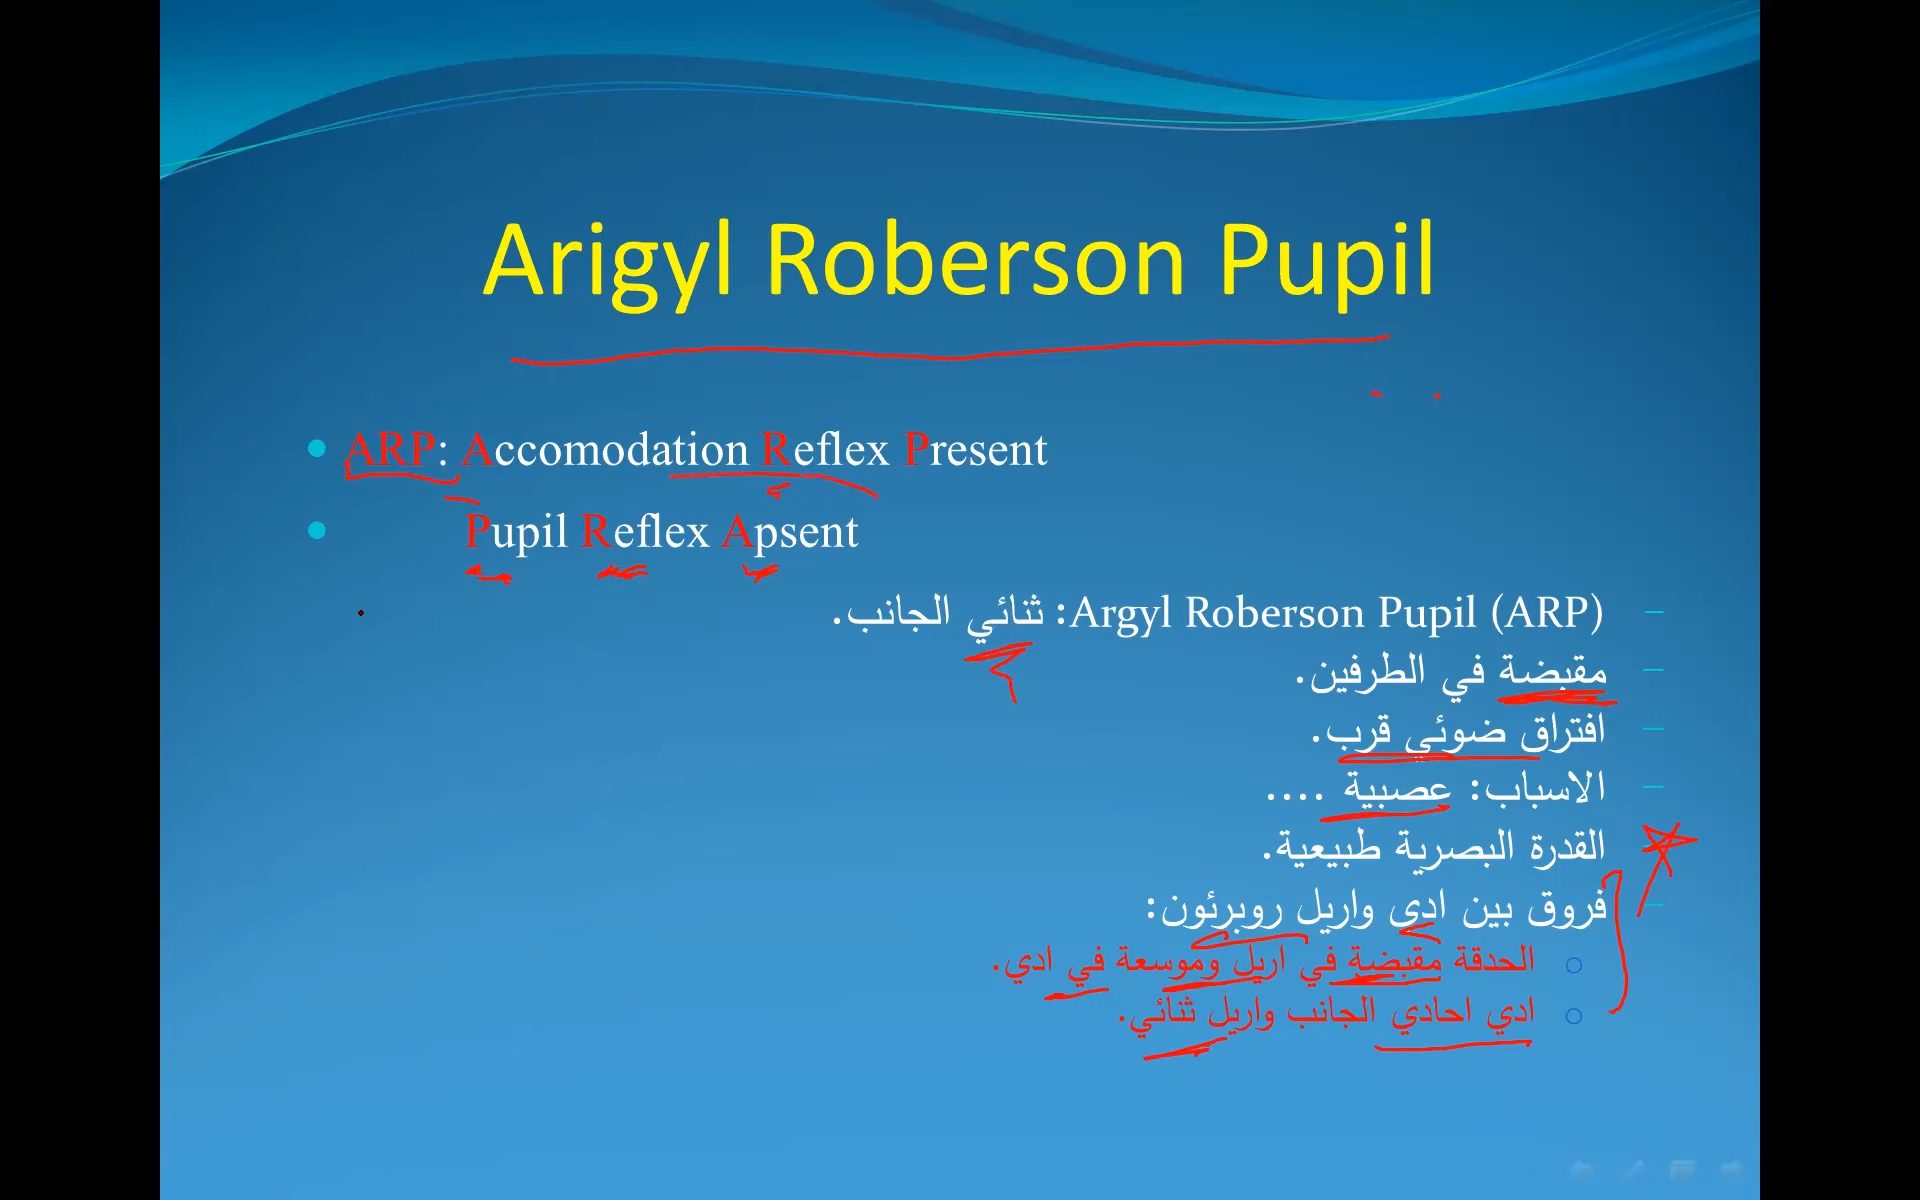 Arigyl Roberson Pupil
ARP: Accomodation Reflex Present
Pupil Reflex Apsent
Argyl Roberson Pupil (ARP): ثنائي الجانب.
مقبضة في الطرفين.
افتراق ضوئي قرب.
الاسباب: عصبية ....
القدرة البصرية طبيعية.
فروق بين ادي واريل روبرئون:
الحدقة مقبضة في اريل وموسعة في ادي.
ادي احادي الجانب واريل ثنائي.